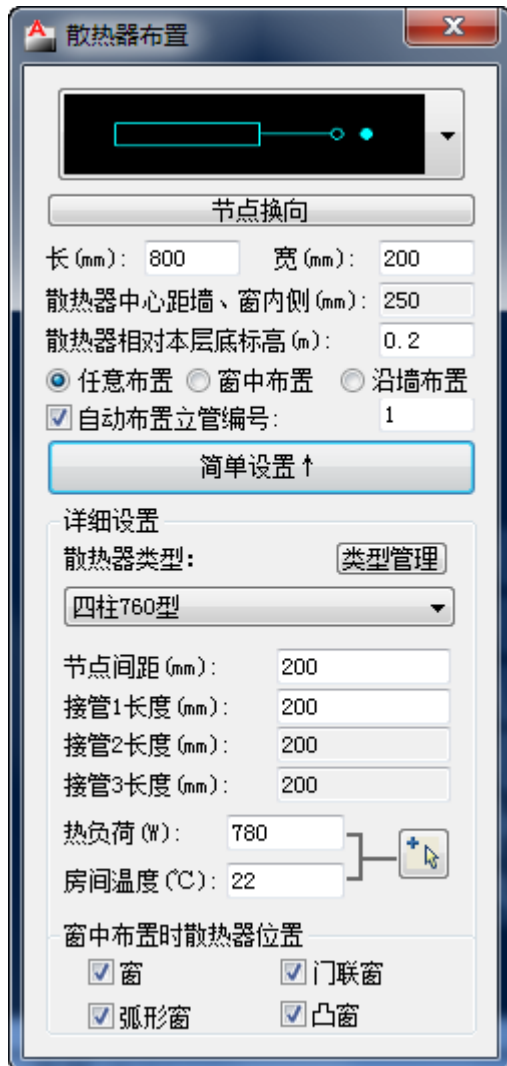 散热器布置
节点换向
长(mm): 800 宽(mm): 200
散热器中心距墙、窗内侧(mm): 250
散热器相对本层底标高(m): 0.2
任意布置 窗中布置 沿墙布置
自动布置立管编号: 1
简单设置↑
详细设置
散热器类型: 类型管理
四柱760型
节点间距(mm): 200
接管1长度(mm): 200
接管2长度(mm): 200
接管3长度(mm): 200
热负荷(W): 780
房间温度(℃): 22
窗中布置时散热器位置
窗 门联窗
弧形窗 凸窗